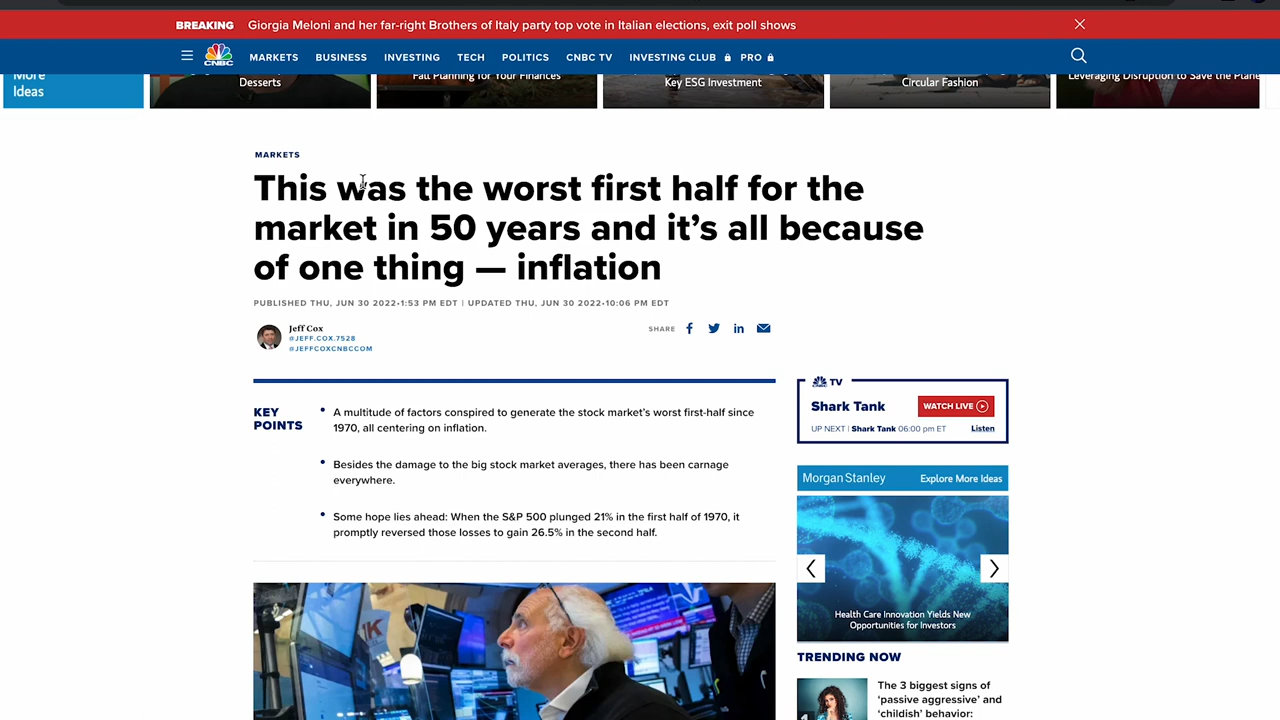 BREAKING Giorgia Meloni and her far-right Brothers of Italy party top vote in Italian elections, exit poll shows
CNBC MARKETS BUSINESS INVESTING TECH POLITICS CNBC TV INVESTING CLUB PRO
More
Ideas
Desserts
Fall Planning for Your Finances
Key ESG Investment
Circular Fashion
Leveraging Disruption to Save the Plane
MARKETS
This was the worst first half for the
market in 50 years and it’s all because
of one thing — inflation
PUBLISHED THU, JUN 30 2022•1:53 PM EDT | UPDATED THU, JUN 30 2022•10:06 PM EDT
Jeff Cox
@JEFF.COX.7528
@JEFFCOXCNBCCOM
SHARE
KEY
POINTS
A multitude of factors conspired to generate the stock market’s worst first-half since
1970, all centering on inflation.
Besides the damage to the big stock market averages, there has been carnage
everywhere.
Some hope lies ahead: When the S&P 500 plunged 21% in the first half of 1970, it
promptly reversed those losses to gain 26.5% in the second half.
CNBC TV
Shark Tank
WATCH LIVE
UP NEXT | Shark Tank 06:00 pm ET Listen
Morgan Stanley Explore More Ideas
Health Care Innovation Yields New
Opportunities for Investors
TRENDING NOW
The 3 biggest signs of
‘passive aggressive’ and
‘childish’ behavior: